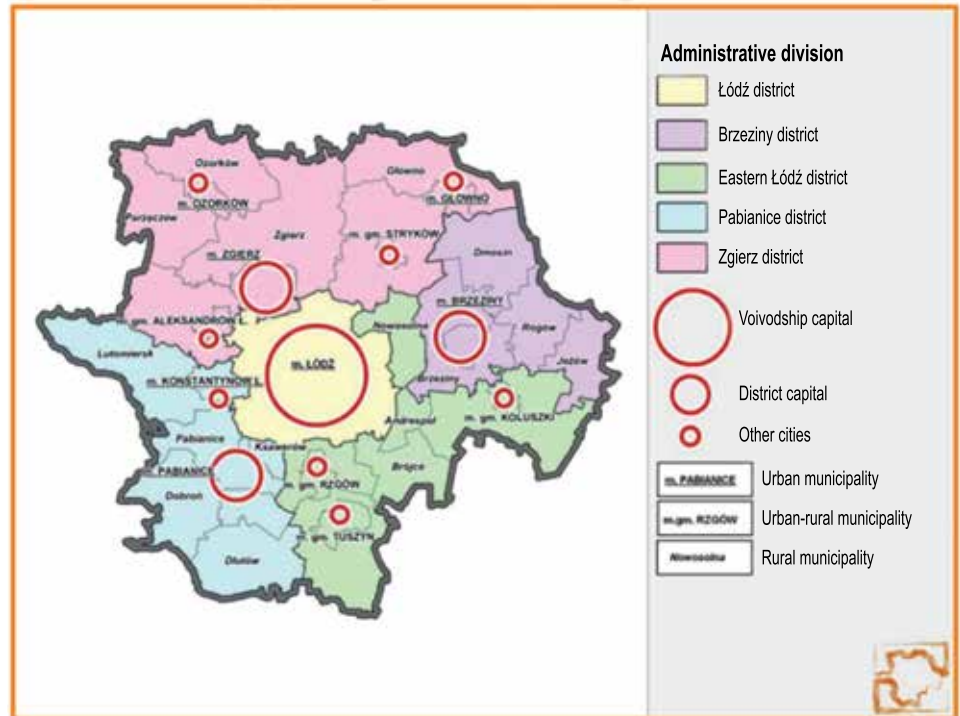 Administrative division
Łódź district
Brzeziny district
Eastern Łódź district
Pabianice district
Zgierz district
Voivodship capital
District capital
Other cities
m. PABIANICE
Urban municipality
m.gm. RZGÓW
Urban-rural municipality
Nowosolna
Rural municipality
Ozorków
m. OZORKÓW
Parzęczew
Głowno
m. GŁOWNO
Zgierz
m. gm. STRYKÓW
m. ZGIERZ
Dmosin
m. BRZEZINY
gm. ALEKSANDRÓW Ł.
Nowosolna
Rogów
Lutomiersk
m. ŁÓDŹ
Jeżów
m. KONSTANTYNÓW Ł.
Brzeziny
m. gm. KOLUSZKI
Andrespol
Pabianice
Ksawerów
m. PABIANICE
Brójce
m. gm. RZGÓW
Dobroń
m. gm. TUSZYN
Dłutów